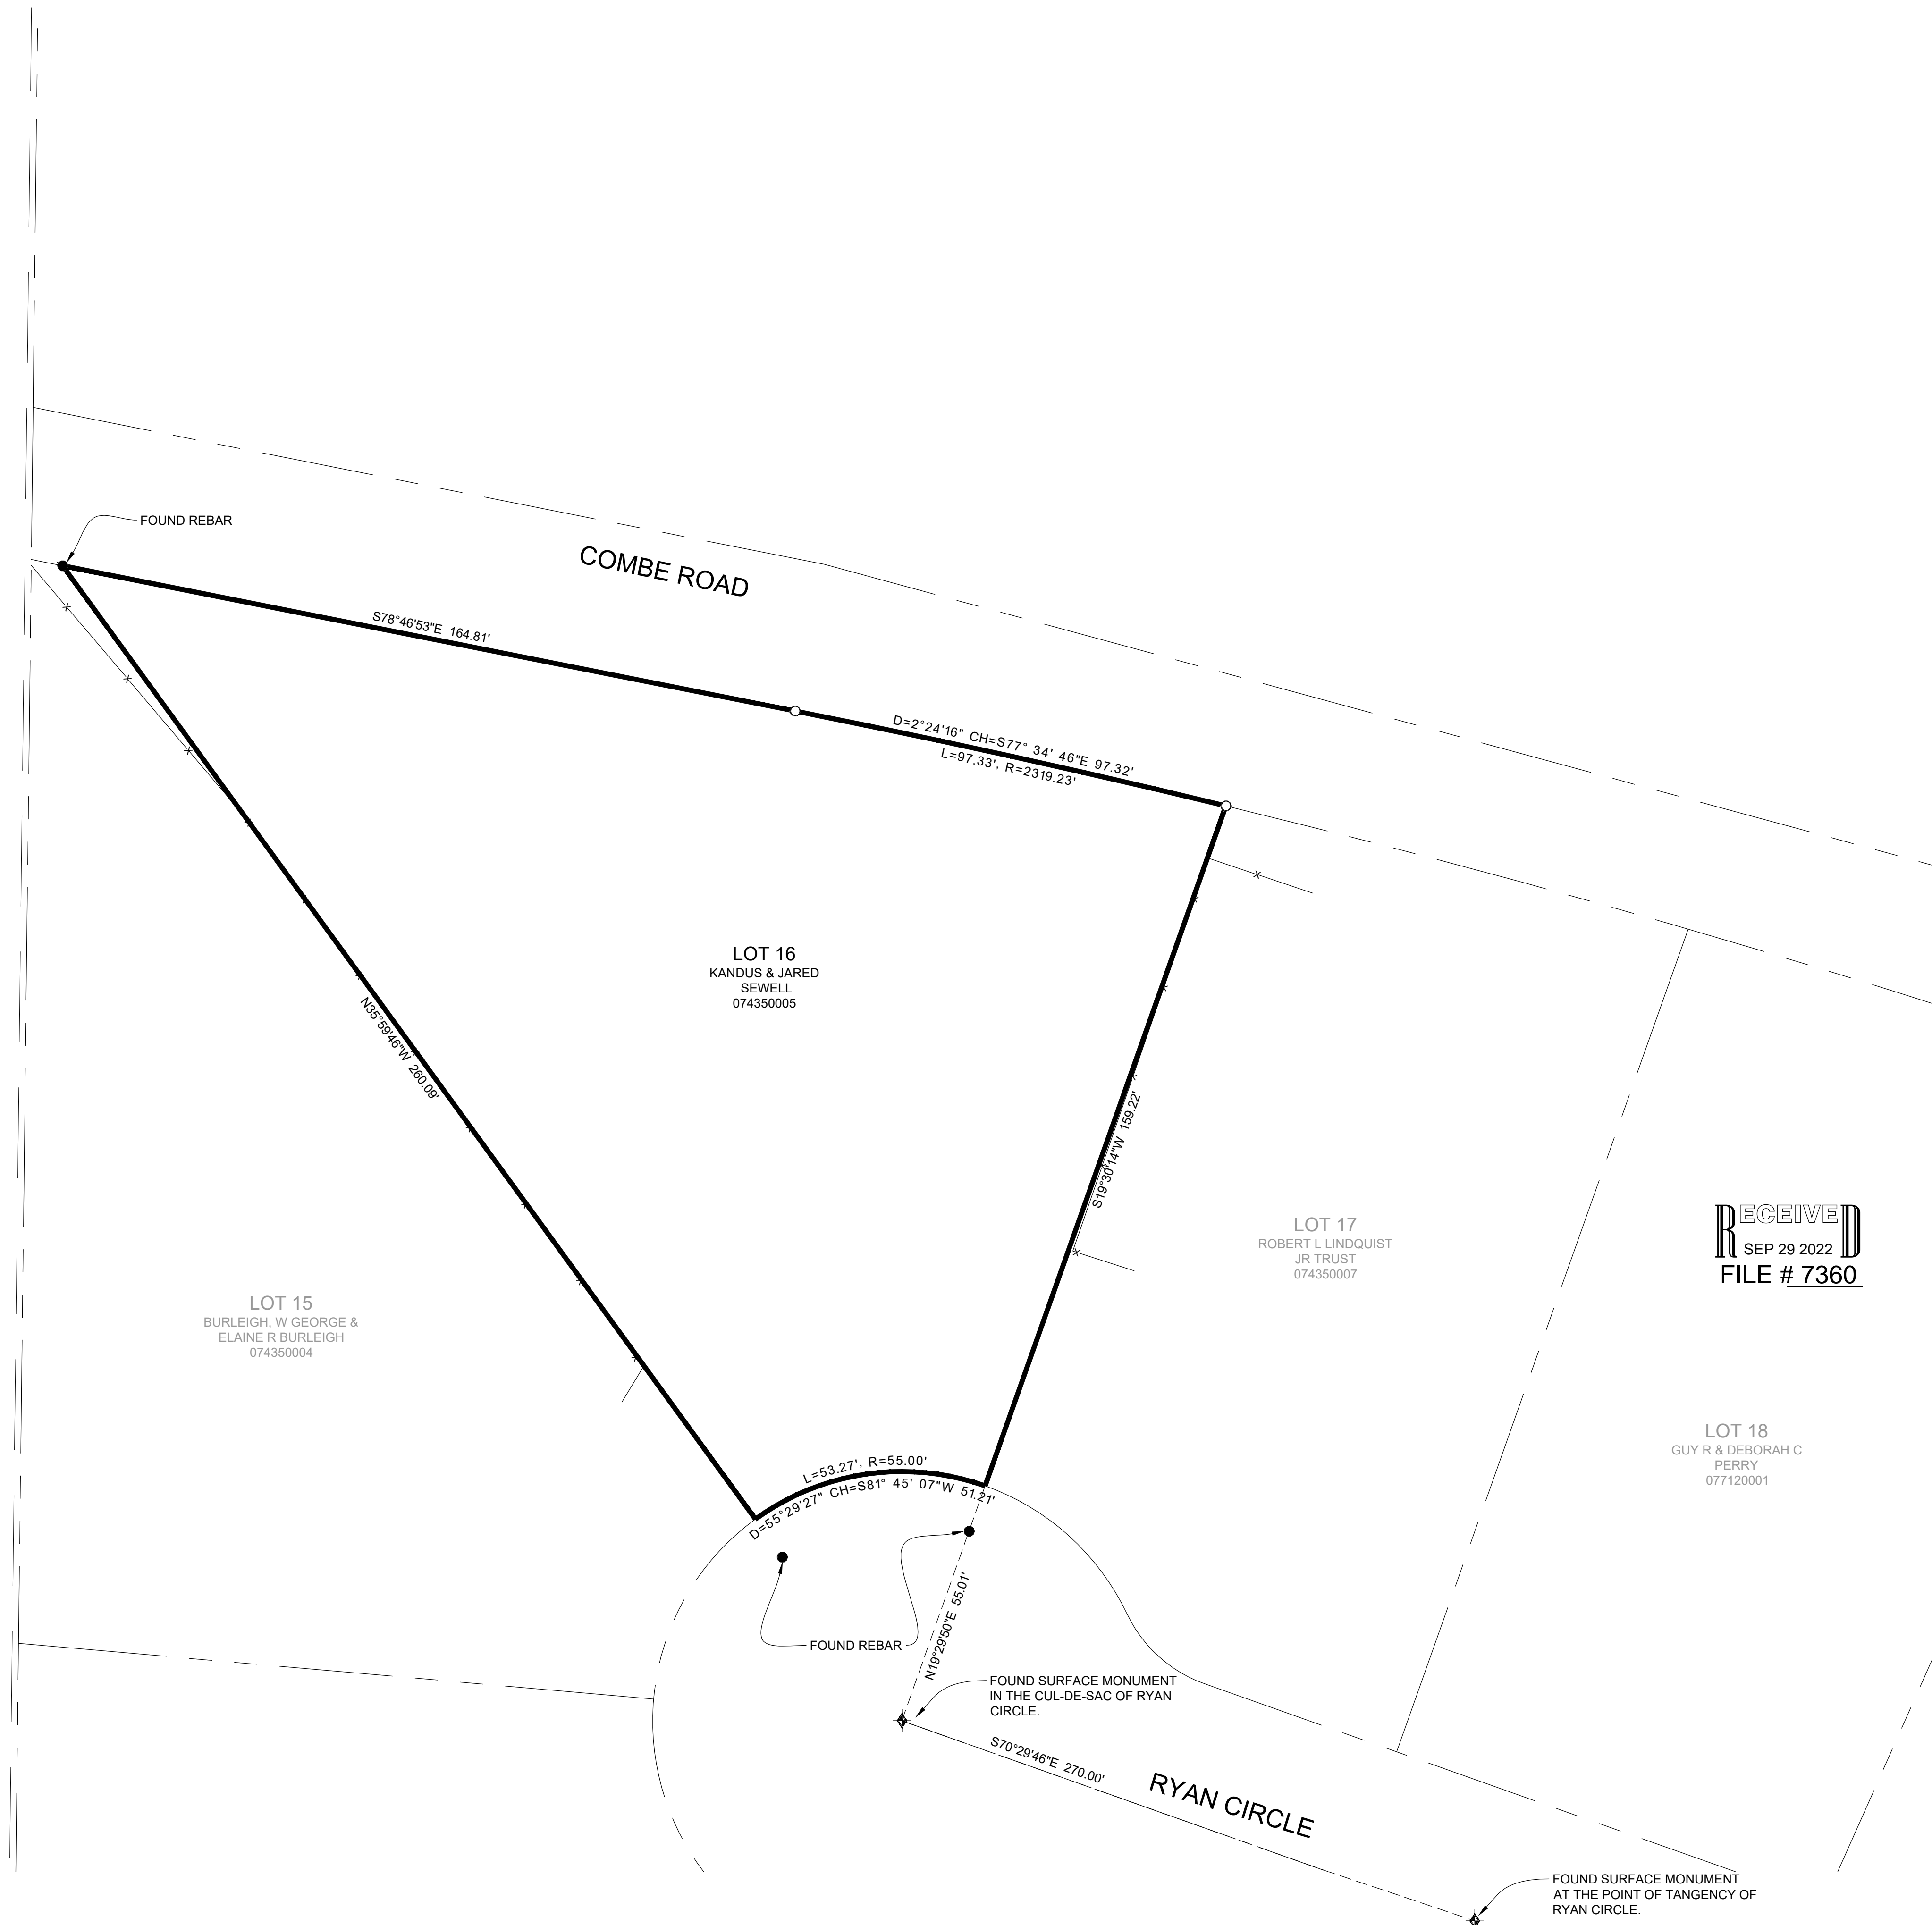 FOUND REBAR
COMBE ROAD
S78°46'53"E 164.81'
D=2°24'16" CH=S77° 34' 46"E 97.32'
L=97.33', R=2319.23'
LOT 16
KANDUS & JARED
SEWELL
074350005
N35°59'46"W 260.09'
S19°30'14"W 159.22'
LOT 17
ROBERT L LINDQUIST
JR TRUST
074350007
RECEIVED
SEP 29 2022
FILE # 7360
LOT 15
BURLEIGH, W GEORGE &
ELAINE R BURLEIGH
074350004
LOT 18
GUY R & DEBORAH C
PERRY
077120001
L=53.27', R=55.00'
D=55°29'27" CH=S81° 45' 07"W 51.21'
N19°29'50"E 55.01'
FOUND REBAR
FOUND SURFACE MONUMENT
IN THE CUL-DE-SAC OF RYAN
CIRCLE.
S70°29'46"E 270.00'
RYAN CIRCLE
FOUND SURFACE MONUMENT
AT THE POINT OF TANGENCY OF
RYAN CIRCLE.